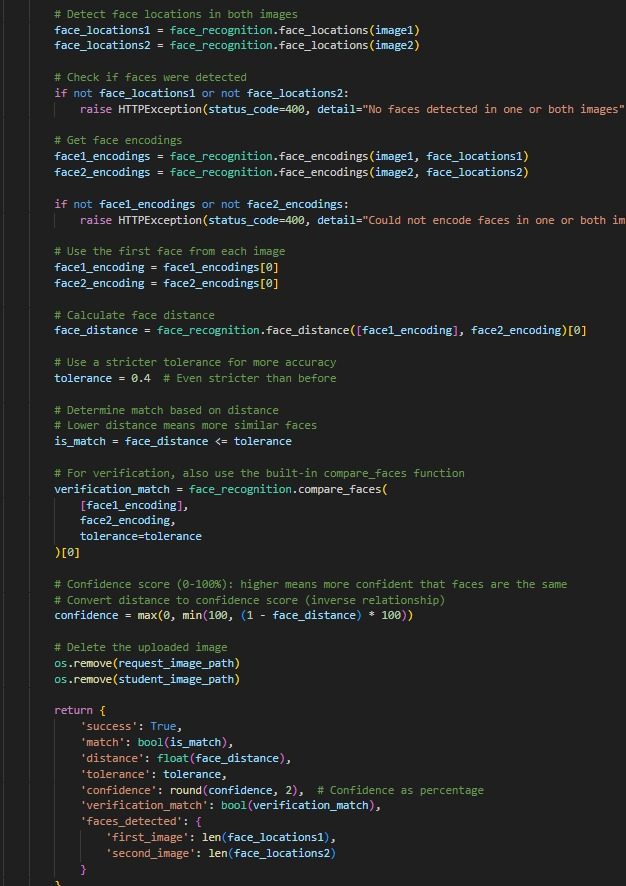 # Detect face locations in both images
face_locations1 = face_recognition.face_locations(image1)
face_locations2 = face_recognition.face_locations(image2)
# Check if faces were detected
if not face_locations1 or not face_locations2:
raise HTTPException(status_code=400, detail="No faces detected in one or both images"
# Get face encodings
face1_encodings = face_recognition.face_encodings(image1, face_locations1)
face2_encodings = face_recognition.face_encodings(image2, face_locations2)
if not face1_encodings or not face2_encodings:
raise HTTPException(status_code=400, detail="Could not encode faces in one or both im
# Use the first face from each image
face1_encoding = face1_encodings[0]
face2_encoding = face2_encodings[0]
# Calculate face distance
face_distance = face_recognition.face_distance([face1_encoding], face2_encoding)[0]
# Use a stricter tolerance for more accuracy
tolerance = 0.4  # Even stricter than before
# Determine match based on distance
# Lower distance means more similar faces
is_match = face_distance <= tolerance
# For verification, also use the built-in compare_faces function
verification_match = face_recognition.compare_faces(
[face1_encoding],
face2_encoding,
tolerance=tolerance
)[0]
# Confidence score (0-100%): higher means more confident that faces are the same
# Convert distance to confidence score (inverse relationship)
confidence = max(0, min(100, (1 - face_distance) * 100))
# Delete the uploaded image
os.remove(request_image_path)
os.remove(student_image_path)
return {
'success': True,
'match': bool(is_match),
'distance': float(face_distance),
'tolerance': tolerance,
'confidence': round(confidence, 2),  # Confidence as percentage
'verification_match': bool(verification_match),
'faces_detected': {
'first_image': len(face_locations1),
'second_image': len(face_locations2)
}
}